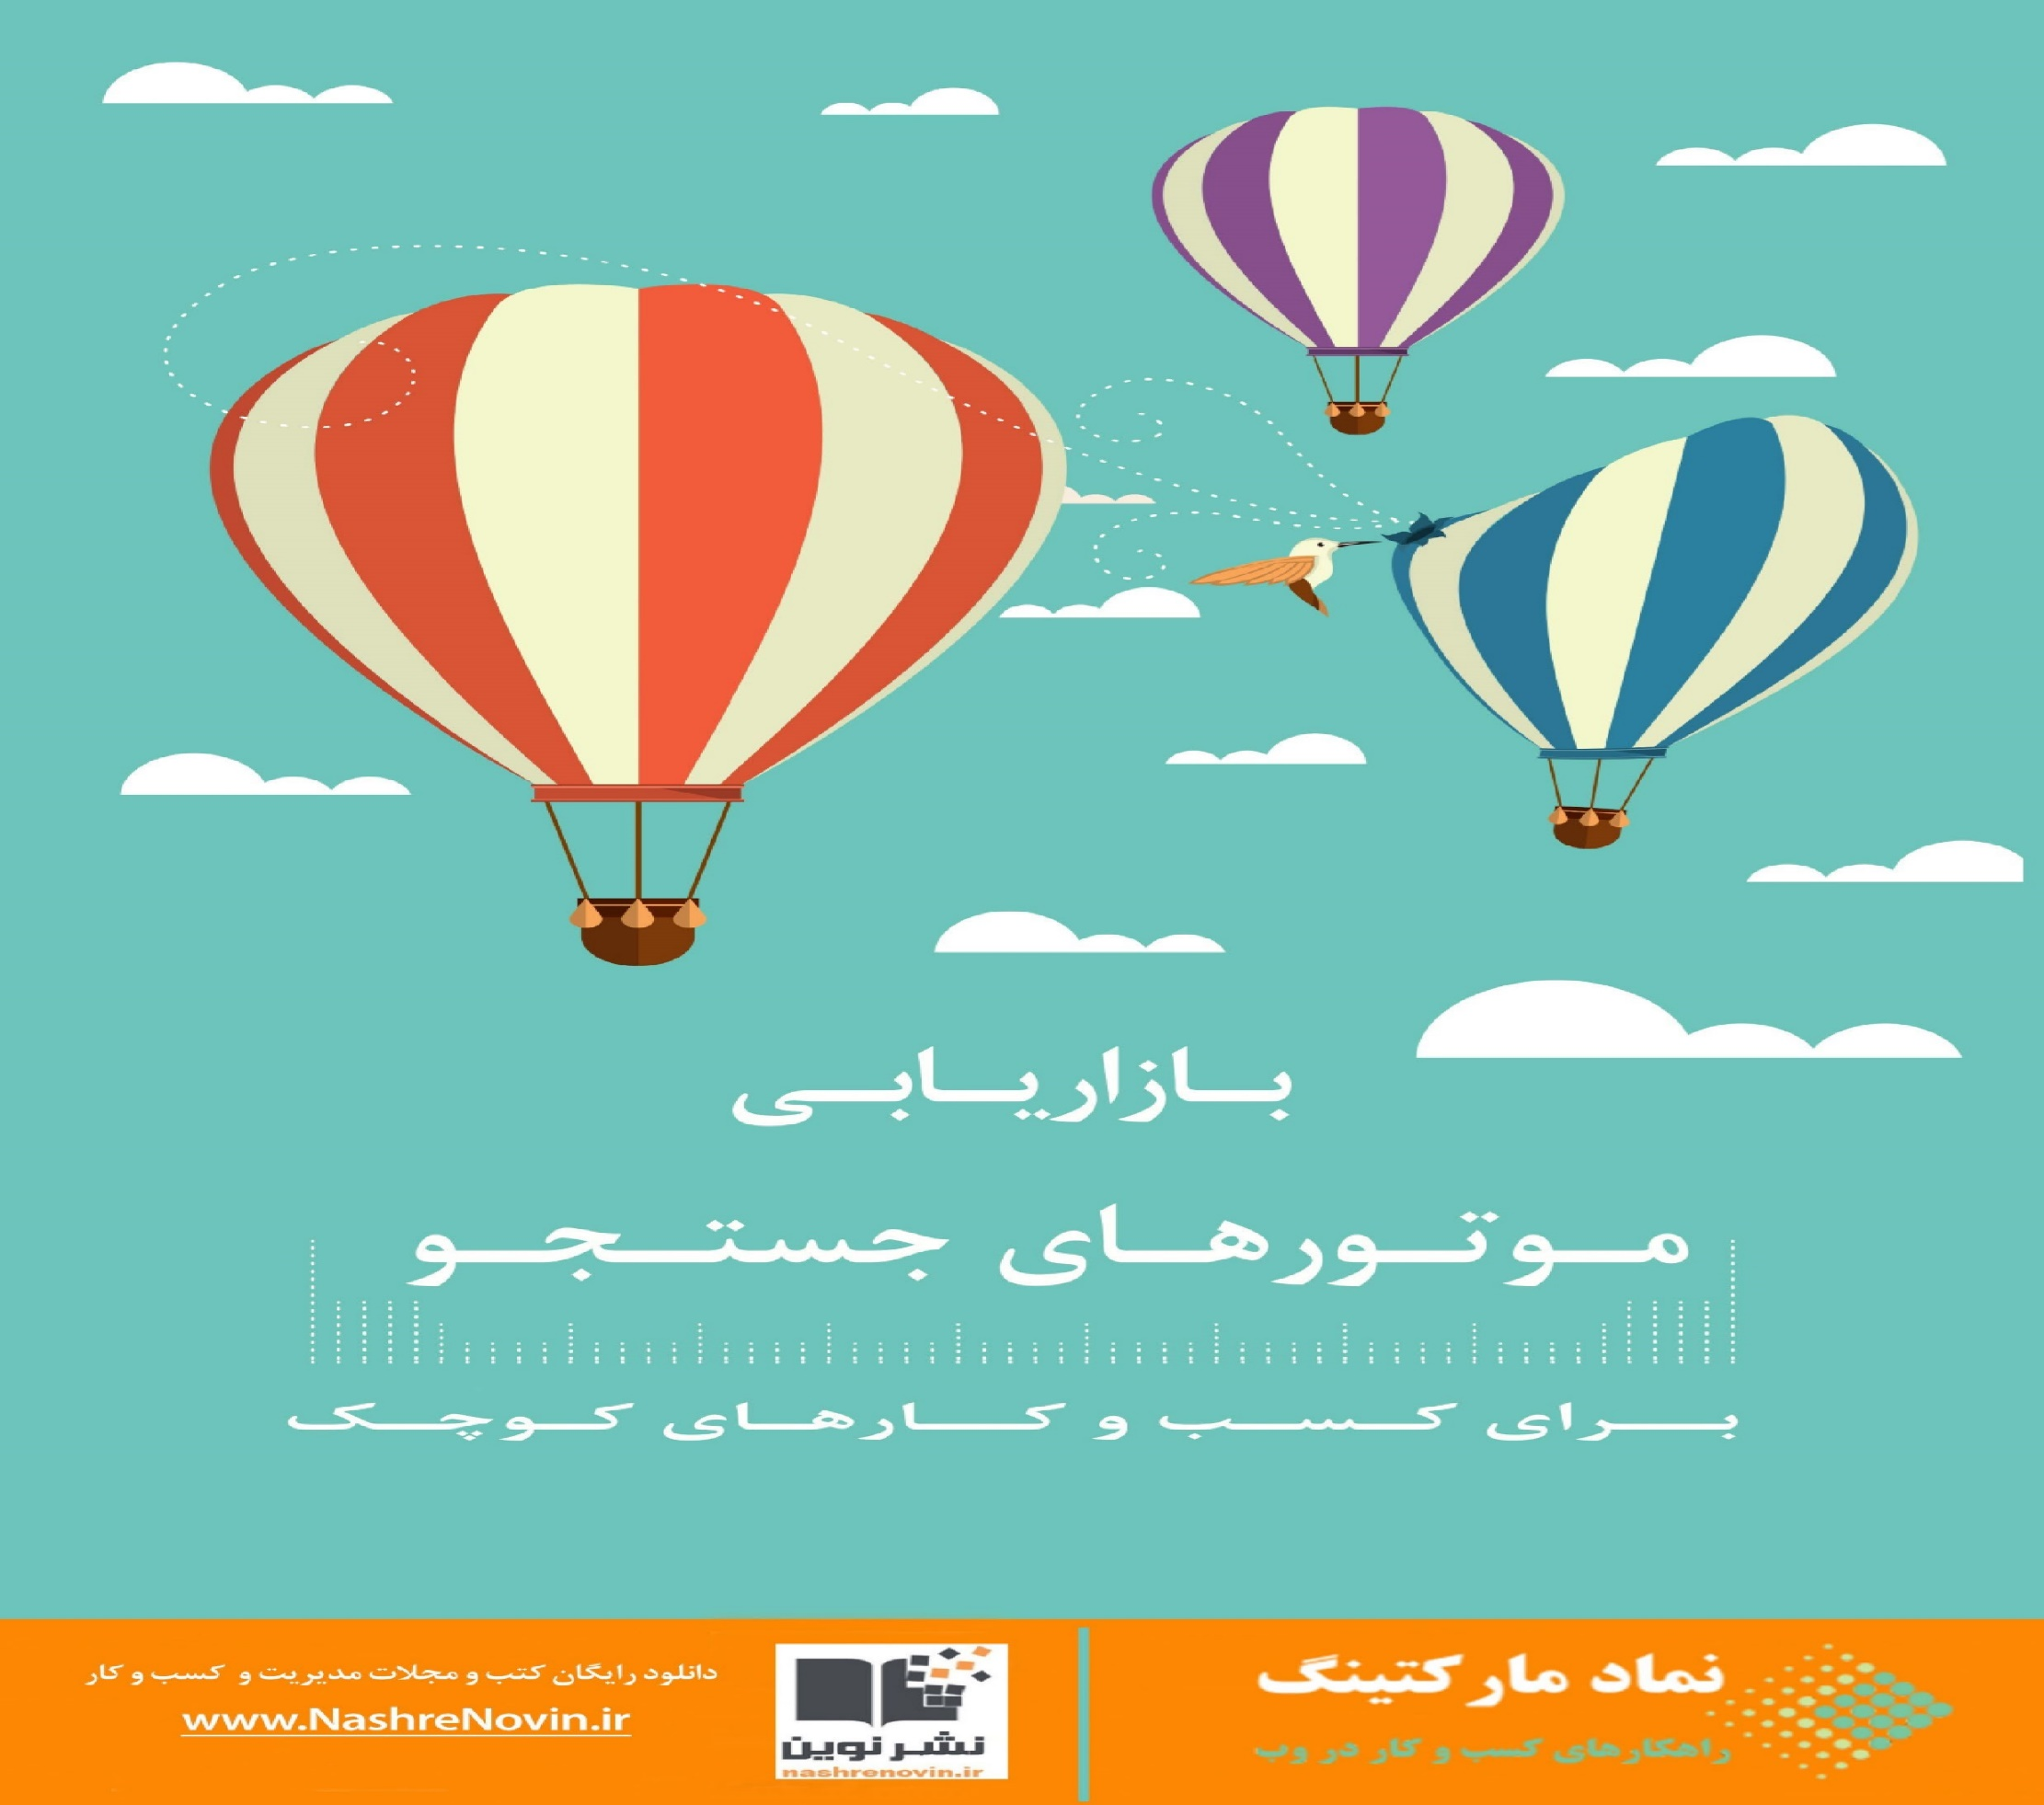 بازاریابی
موتورهای جستجو
برای کسب و کارهای کوچک
نماد مارکتینگ
راهکارهای کسب و کار در وب
نشر نوین
nashrenovin.ir
دانلود رایگان کتب و مجلات مدیریت و کسب و کار
www.NashreNovin.ir